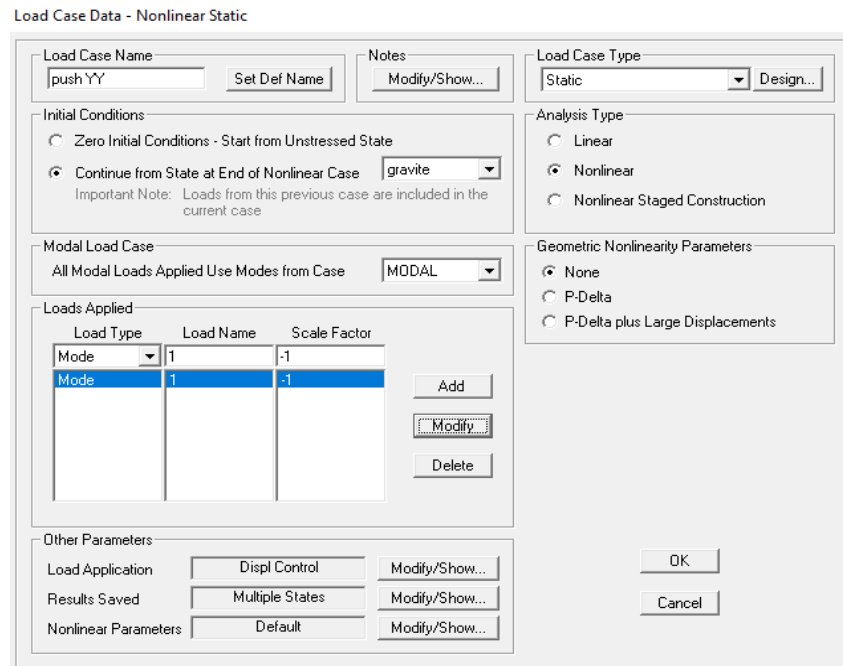 Load Case Data - Nonlinear Static
Load Case Name
push YY
Set Def Name
Notes
Modify/Show...
Load Case Type
Static
Design...
Initial Conditions
Zero Initial Conditions - Start from Unstressed State
Continue from State at End of Nonlinear Case
gravite
Important Note: Loads from this previous case are included in the
current case
Analysis Type
Linear
Nonlinear
Nonlinear Staged Construction
Modal Load Case
All Modal Loads Applied Use Modes from Case
MODAL
Geometric Nonlinearity Parameters
None
P-Delta
P-Delta plus Large Displacements
Loads Applied
Load Type Load Name Scale Factor
Mode 1 -1
Mode 1 -1
Add
Modify
Delete
Other Parameters
Load Application Displ Control Modify/Show...
Results Saved Multiple States Modify/Show...
Nonlinear Parameters Default Modify/Show...
OK
Cancel